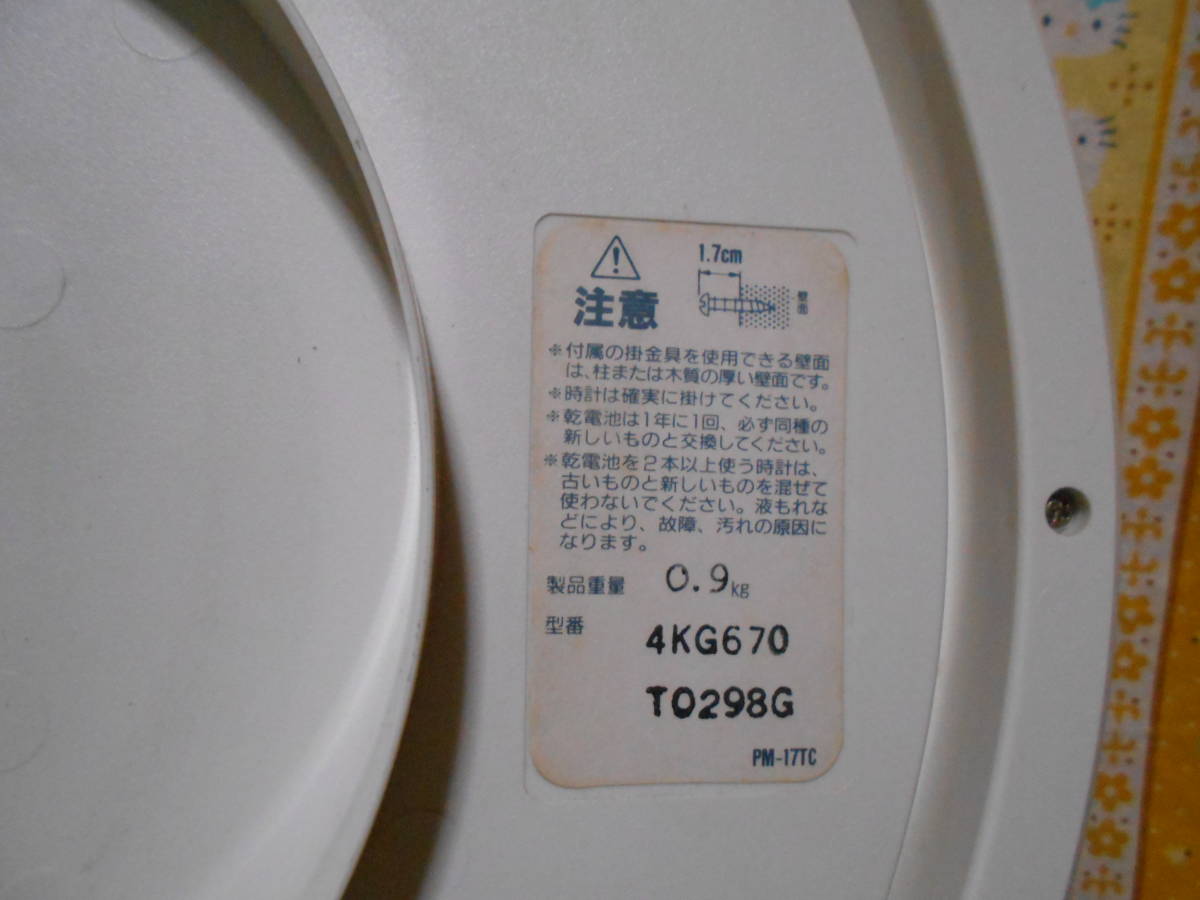 1.7cm
注意
壁面
※付属の掛金具を使用できる壁面
は、柱または木質の厚い壁面です。
※時計は確実に掛けてください。
※乾電池は1年に1回、必ず同種の
新しいものと交換してください。
※乾電池を2本以上使う時計は、
古いものと新しいものを混ぜて
使わないでください。液もれな
どにより、故障、汚れの原因に
なります。
製品重量 0.9kg
型番 4KG670
T0298G
PM-17TC